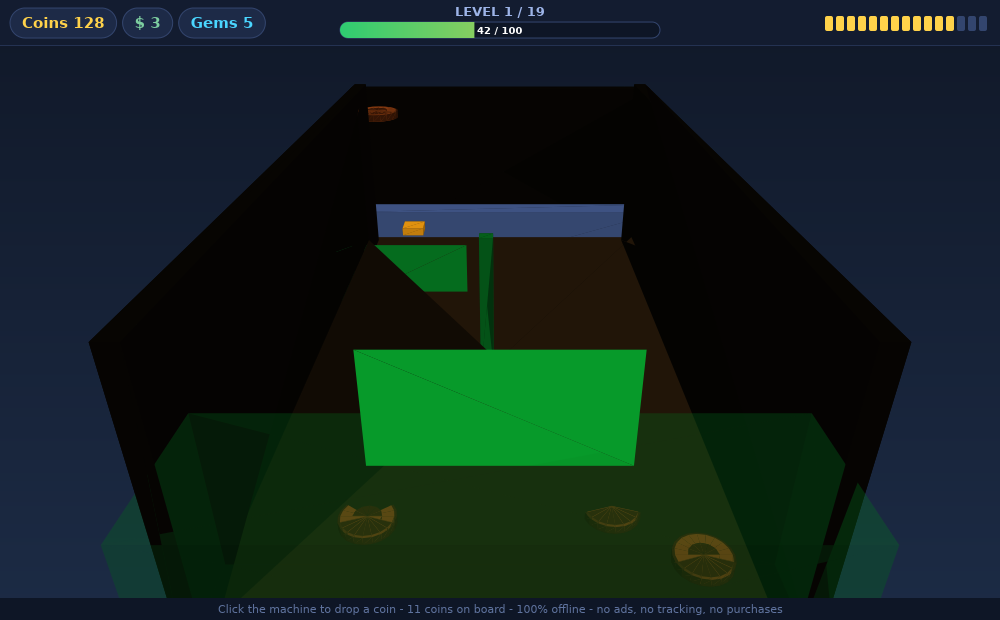 Coins 128
$ 3
Gems 5
LEVEL 1 / 19
42 / 100
Click the machine to drop a coin - 11 coins on board - 100% offline - no ads, no tracking, no purchases